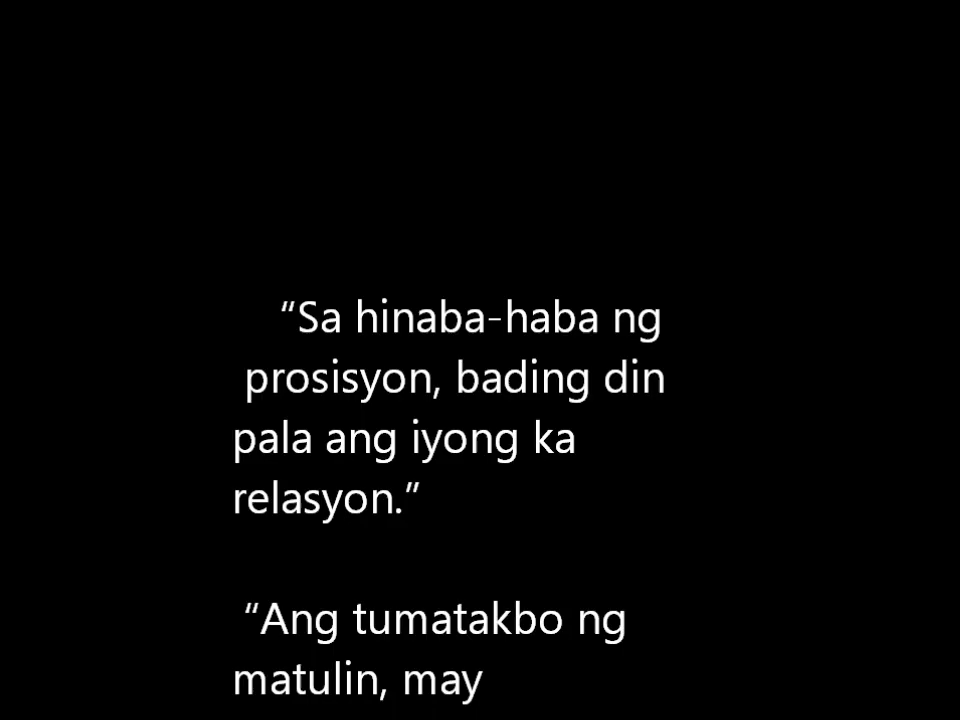 “Sa hinaba-haba ng
prosisyon, bading din
pala ang iyong ka
relasyon.”
“Ang tumatakbo ng
matulin, may